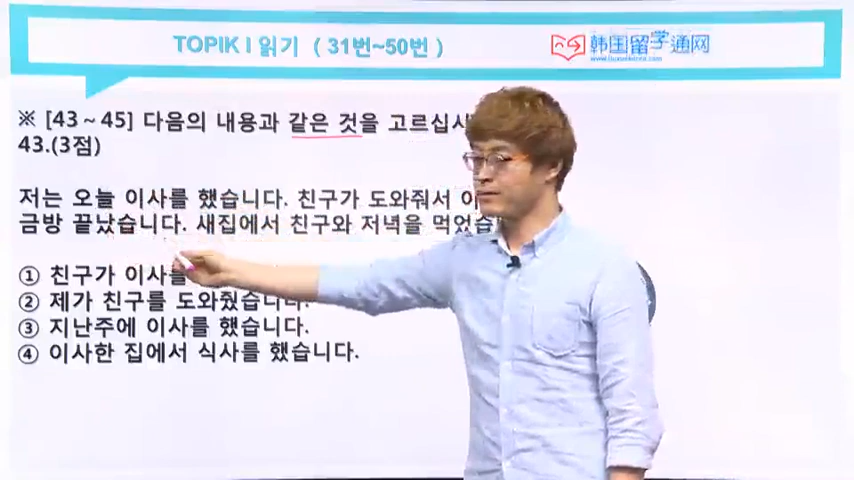 TOPIK I 읽기 ( 31번~50번 )
韩国留学通网
※ [43 ~ 45] 다음의 내용과 같은 것을 고르십시
43.(3점)
저는 오늘 이사를 했습니다. 친구가 도와줘서 이
금방 끝났습니다. 새집에서 친구와 저녁을 먹었습
① 친구가 이사를
② 제가 친구를 도와줬습니다.
③ 지난주에 이사를 했습니다.
④ 이사한 집에서 식사를 했습니다.